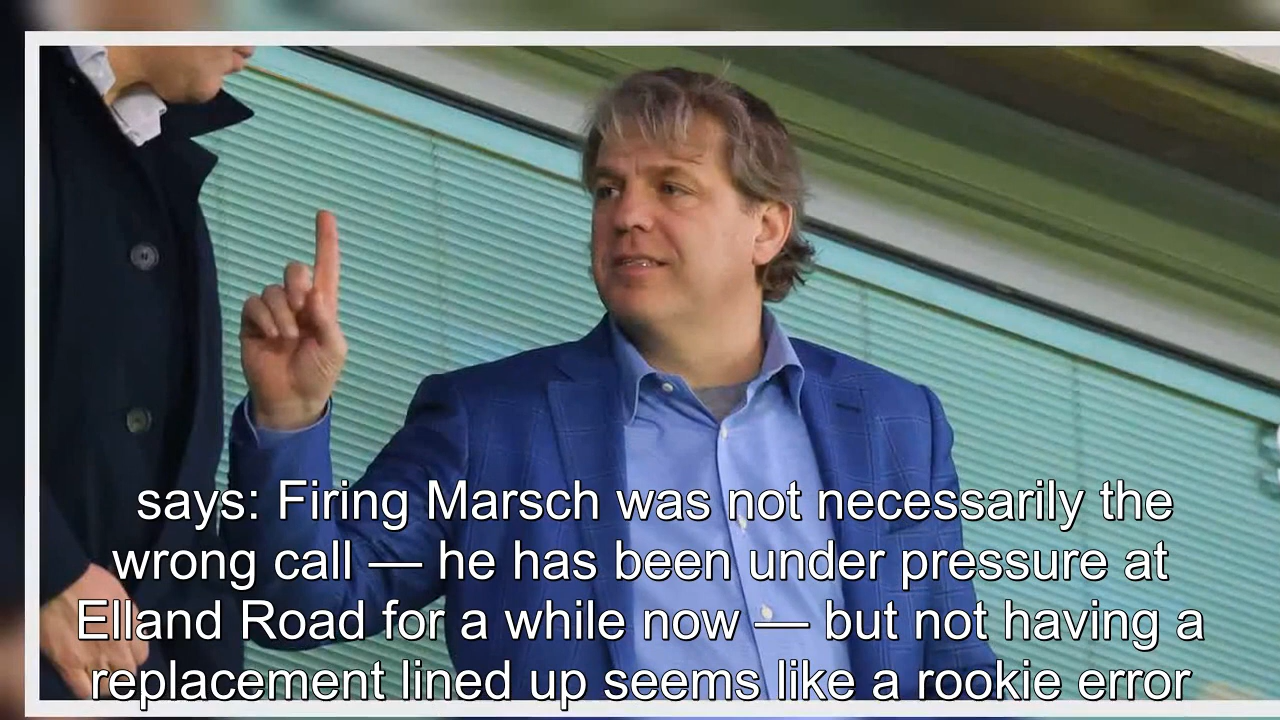 says: Firing Marsch was not necessarily the
wrong call — he has been under pressure at
Elland Road for a while now — but not having a
replacement lined up seems like a rookie error